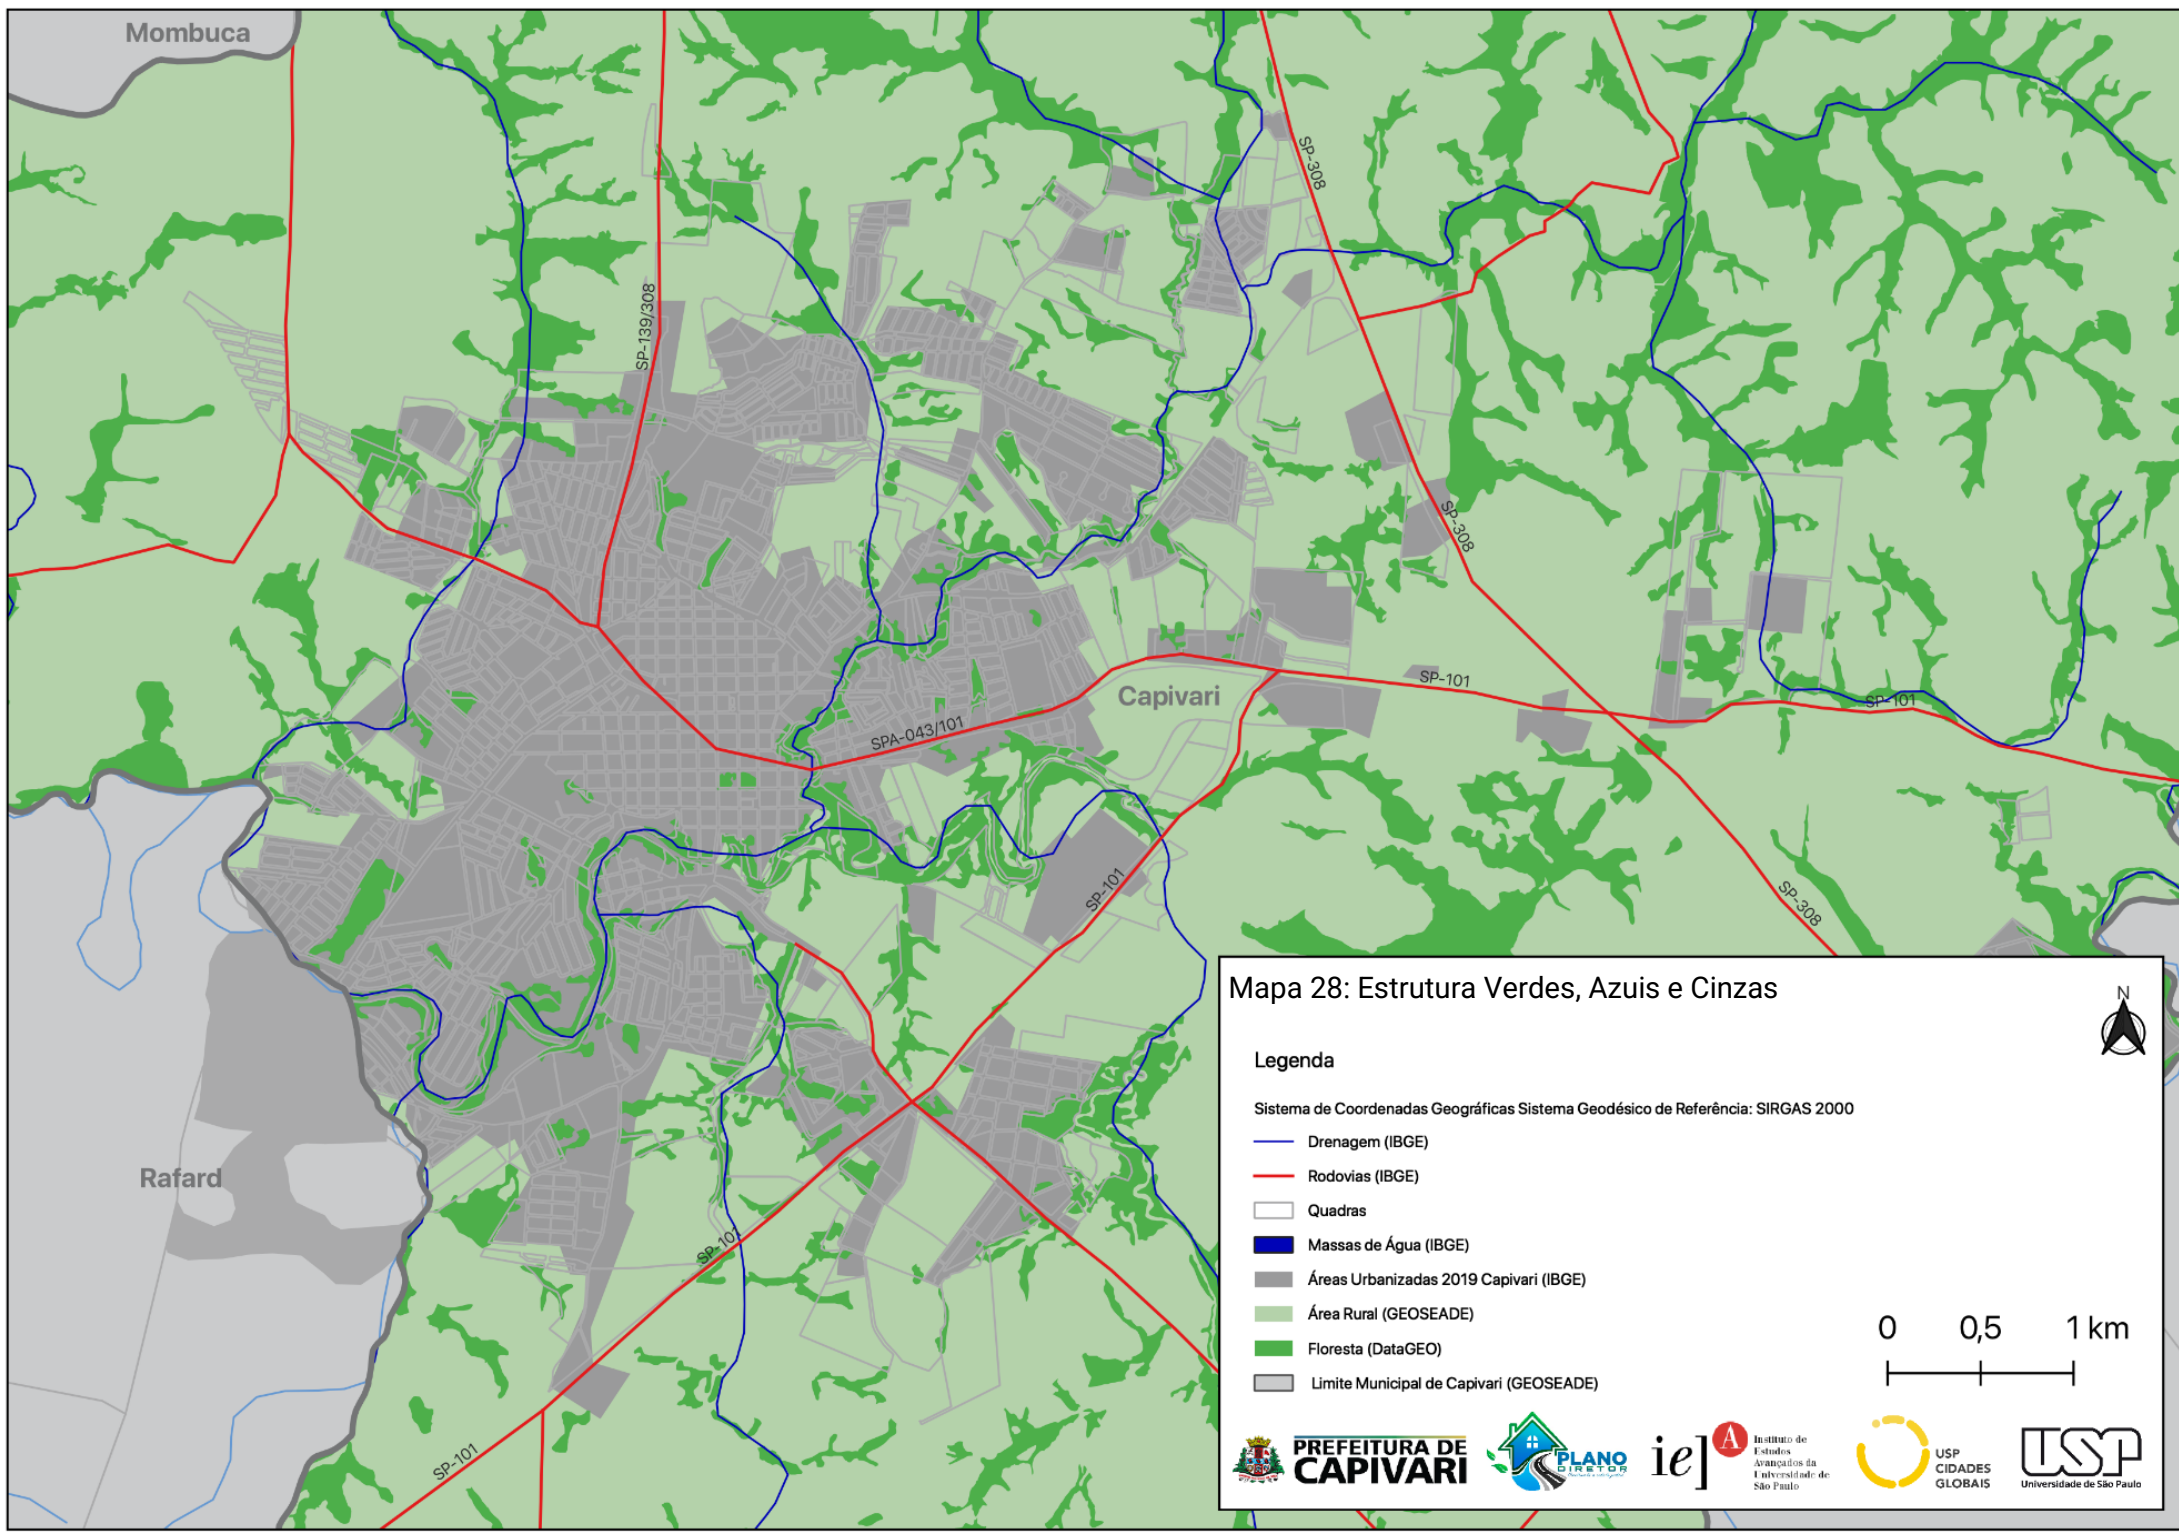 Mombuca
SP-308
SP-139/308
SP-308
SP-101
Capivari
SP-101
SPA-043/101
SP-101
SP-308
Rafard
SP-101
SP-101
Mapa 28: Estrutura Verdes, Azuis e Cinzas
N
Legenda
Sistema de Coordenadas Geográficas Sistema Geodésico de Referência: SIRGAS 2000
Drenagem (IBGE)
Rodovias (IBGE)
Quadras
Massas de Água (IBGE)
Áreas Urbanizadas 2019 Capivari (IBGE)
Área Rural (GEOSEADE)
Floresta (DataGEO)
Limite Municipal de Capivari (GEOSEADE)
0 0,5 1 km
PREFEITURA DE
CAPIVARI
PLANO
DIRETOR
ie] A
Instituto de
Estudos
Avançados da
Universidade de
São Paulo
USP
CIDADES
GLOBAIS
USP
Universidade de São Paulo